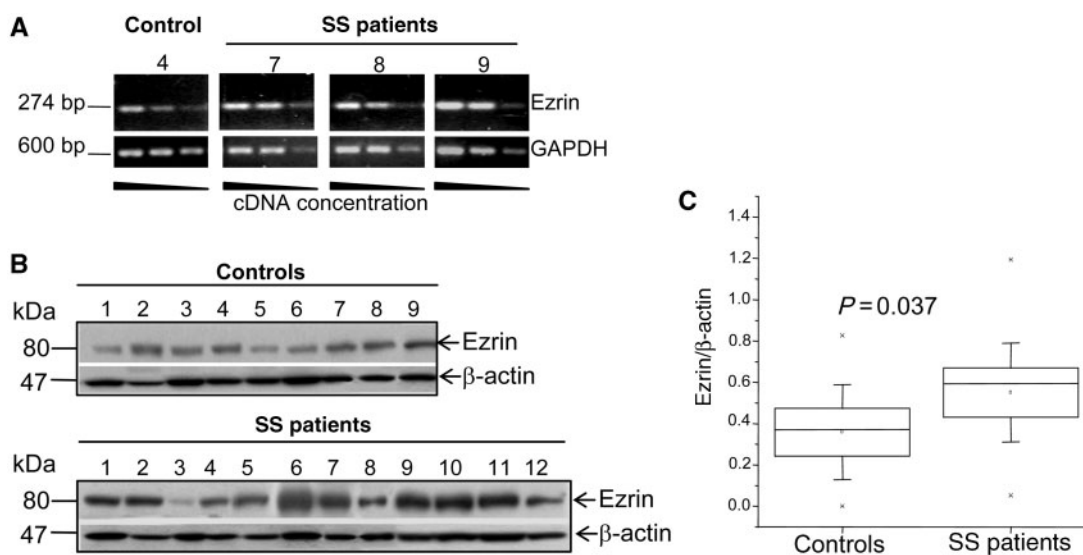 A
Control SS patients
4 7 8 9
274 bp Ezrin
600 bp GAPDH
cDNA concentration
B
Controls
kDa 1 2 3 4 5 6 7 8 9
80 Ezrin
47 β-actin
SS patients
kDa 1 2 3 4 5 6 7 8 9 10 11 12
80 Ezrin
47 β-actin
C
1.4
1.2
1.0
0.8
0.6
0.4
0.2
0.0
Ezrin/β-actin
P = 0.037
Controls SS patients